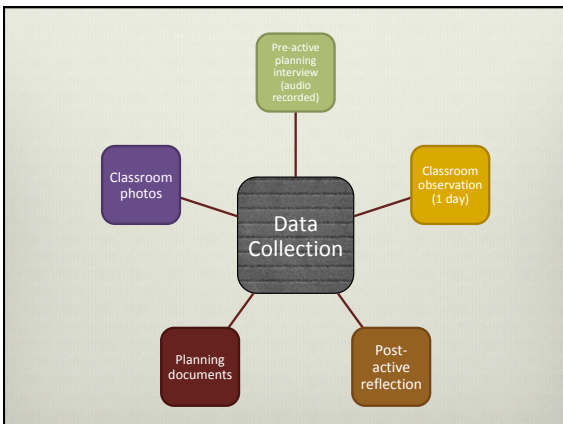 Pre-active
planning
interview
(audio
recorded)
Classroom
photos
Classroom
observation
(1 day)
Data
Collection
Planning
documents
Post-
active
reflection